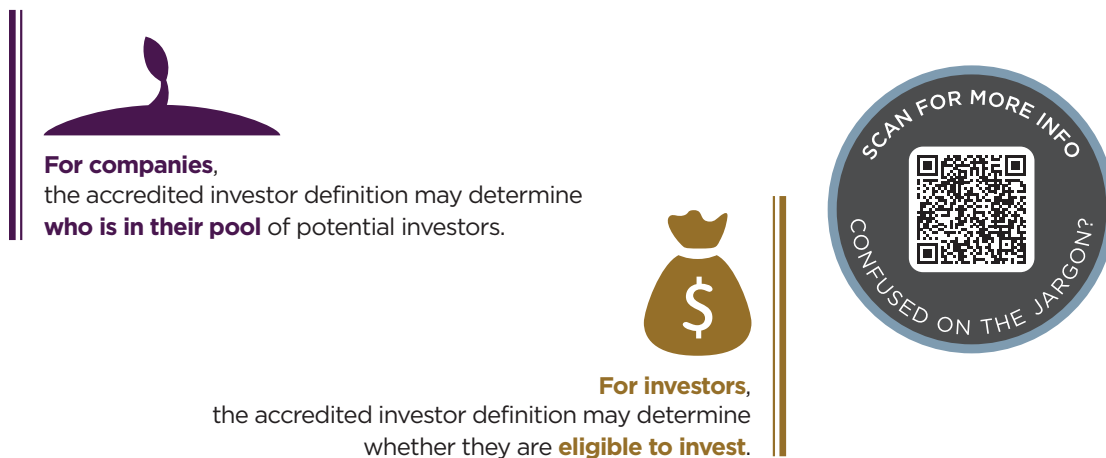 For companies,
the accredited investor definition may determine
who is in their pool of potential investors.
$
For investors,
the accredited investor definition may determine
whether they are eligible to invest.
SCAN FOR MORE INFO
CONFUSED ON THE JARGON?